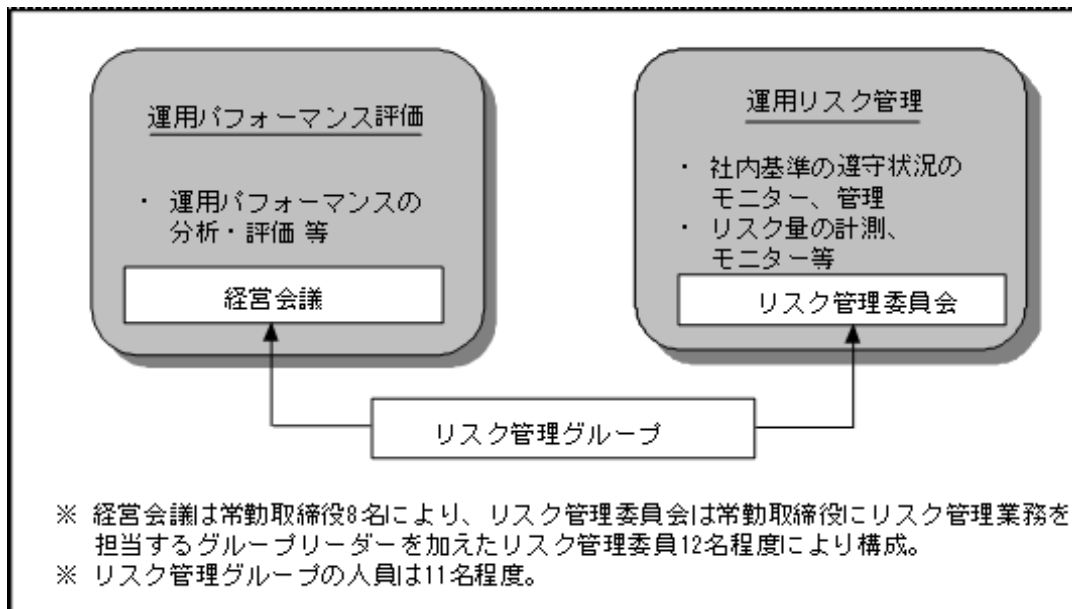 運用パフォーマンス評価
・ 運用パフォーマンスの
分析・評価 等
経営会議
運用リスク管理
・ 社内基準の遵守状況の
モニター、管理
・ リスク量の計測、
モニター等
リスク管理委員会
リスク管理グループ
※ 経営会議は常勤取締役8名により、リスク管理委員会は常勤取締役にリスク管理業務を
担当するグループリーダーを加えたリスク管理委員12名程度により構成。
※ リスク管理グループの人員は11名程度。